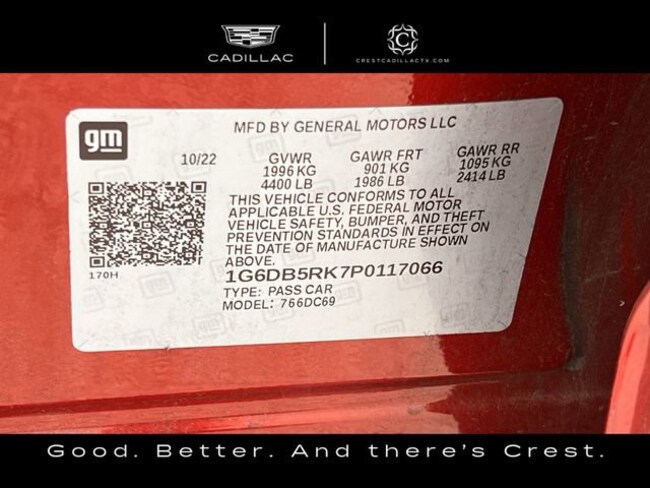 CADILLAC
C
CRESTCADILLACTX.COM
gm
MFD BY GENERAL MOTORS LLC
10/22 GVWR GAWR FRT GAWR RR
1996 KG 901 KG 1095 KG
4400 LB 1986 LB 2414 LB
THIS VEHICLE CONFORMS TO ALL
APPLICABLE U.S. FEDERAL MOTOR
VEHICLE SAFETY, BUMPER, AND THEFT
PREVENTION STANDARDS IN EFFECT ON
THE DATE OF MANUFACTURE SHOWN
ABOVE.
170H
1G6DB5RK7P0117066
TYPE: PASS CAR
MODEL: 766DC69
Good. Better. And there's Crest.